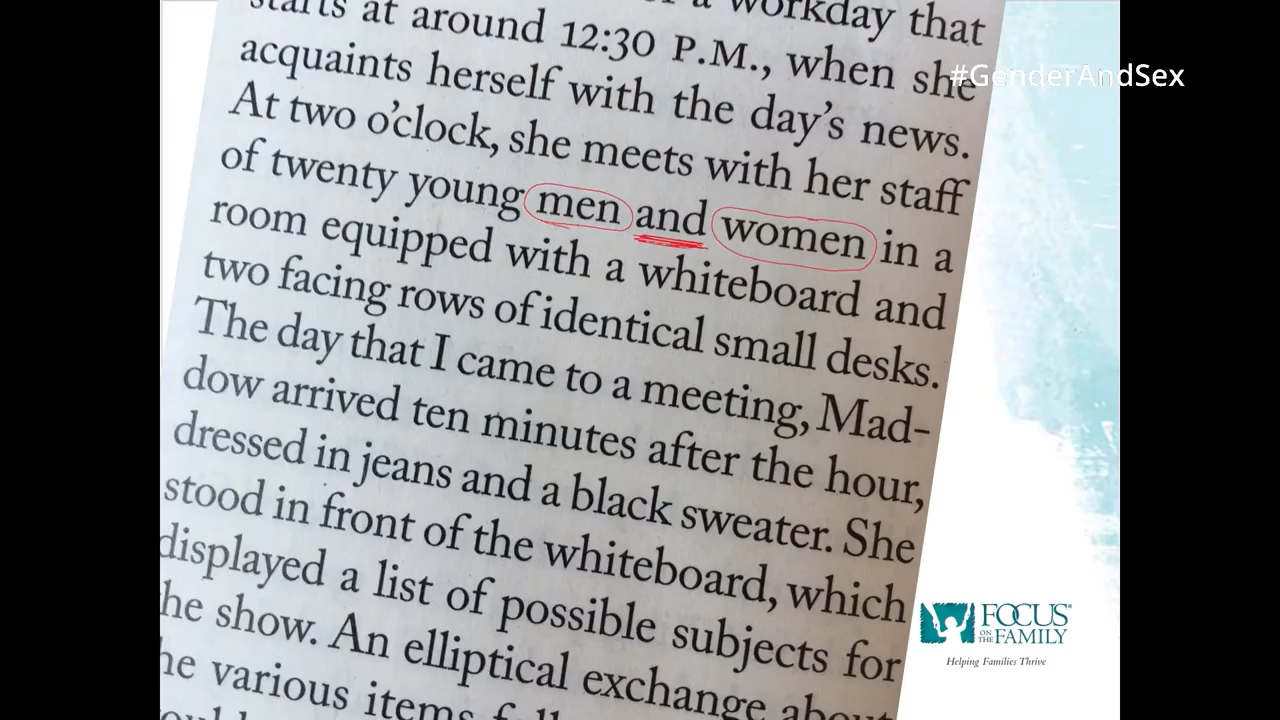 starts at around 12:30 P.M., when she
a workday that
acquaints herself with the day's news.
At two o'clock, she meets with her staff
of twenty young men and women in a
room equipped with a whiteboard and
two facing rows of identical small desks.
The day that I came to a meeting, Mad-
dow arrived ten minutes after the hour,
dressed in jeans and a black sweater. She
stood in front of the whiteboard, which
displayed a list of possible subjects for
he show. An elliptical exchange about
he various items
#GenderAndSex
FOCUS
ON THE FAMILY®
Helping Families Thrive